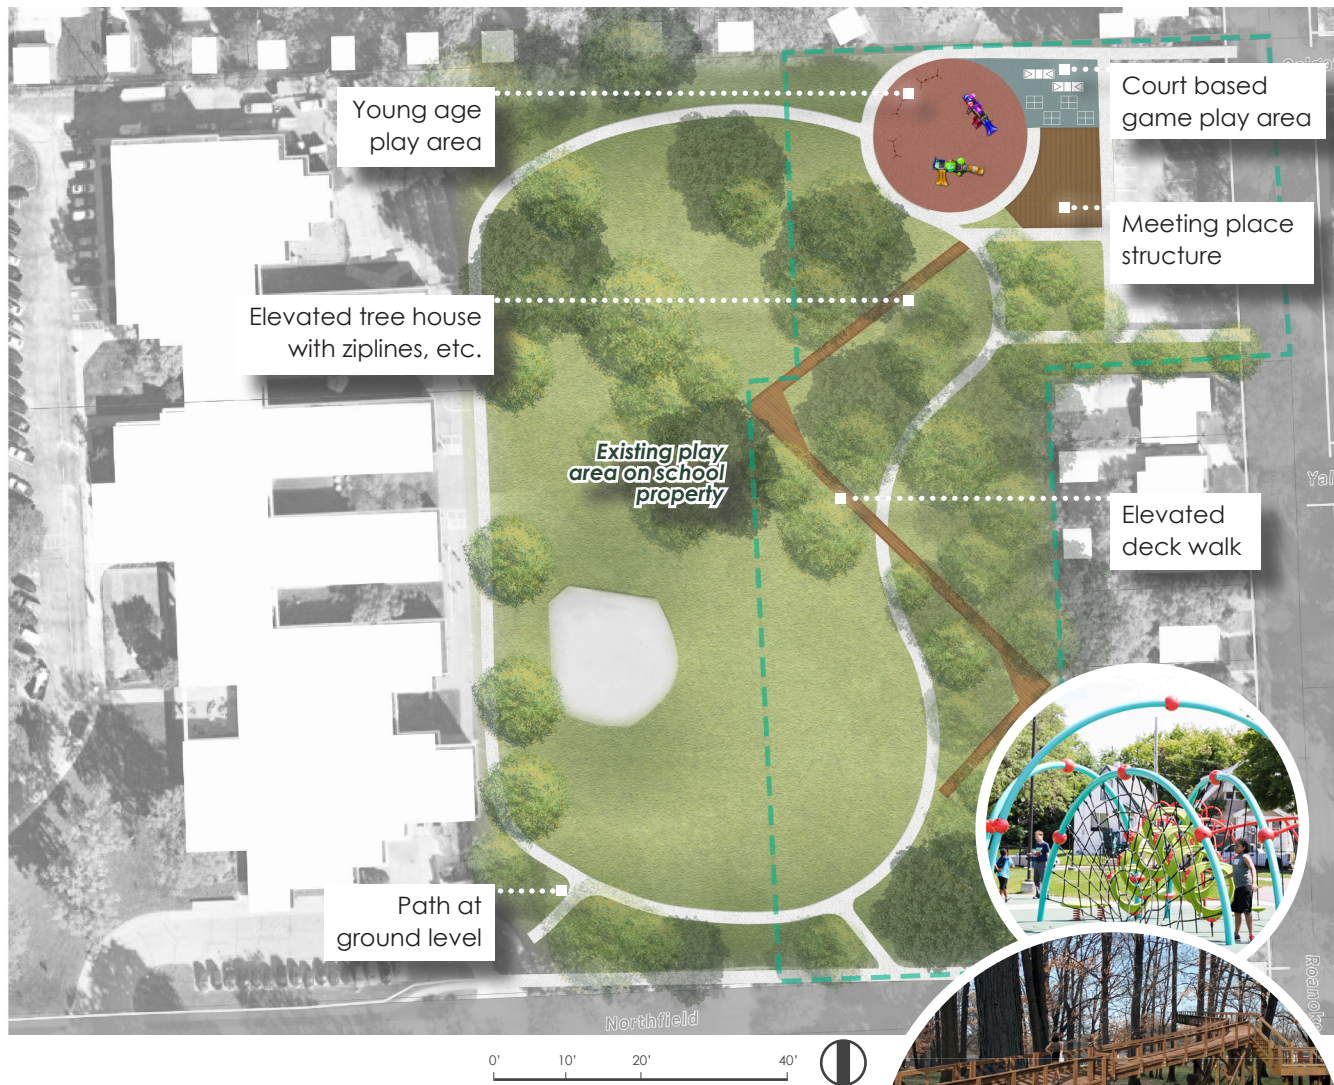 Young age
play area
Court based
game play area
Meeting place
structure
Elevated tree house
with ziplines, etc.
Existing play
area on school
property
Elevated
deck walk
Path at
ground level
Northfield
Roanoke
0' 10' 20' 40'